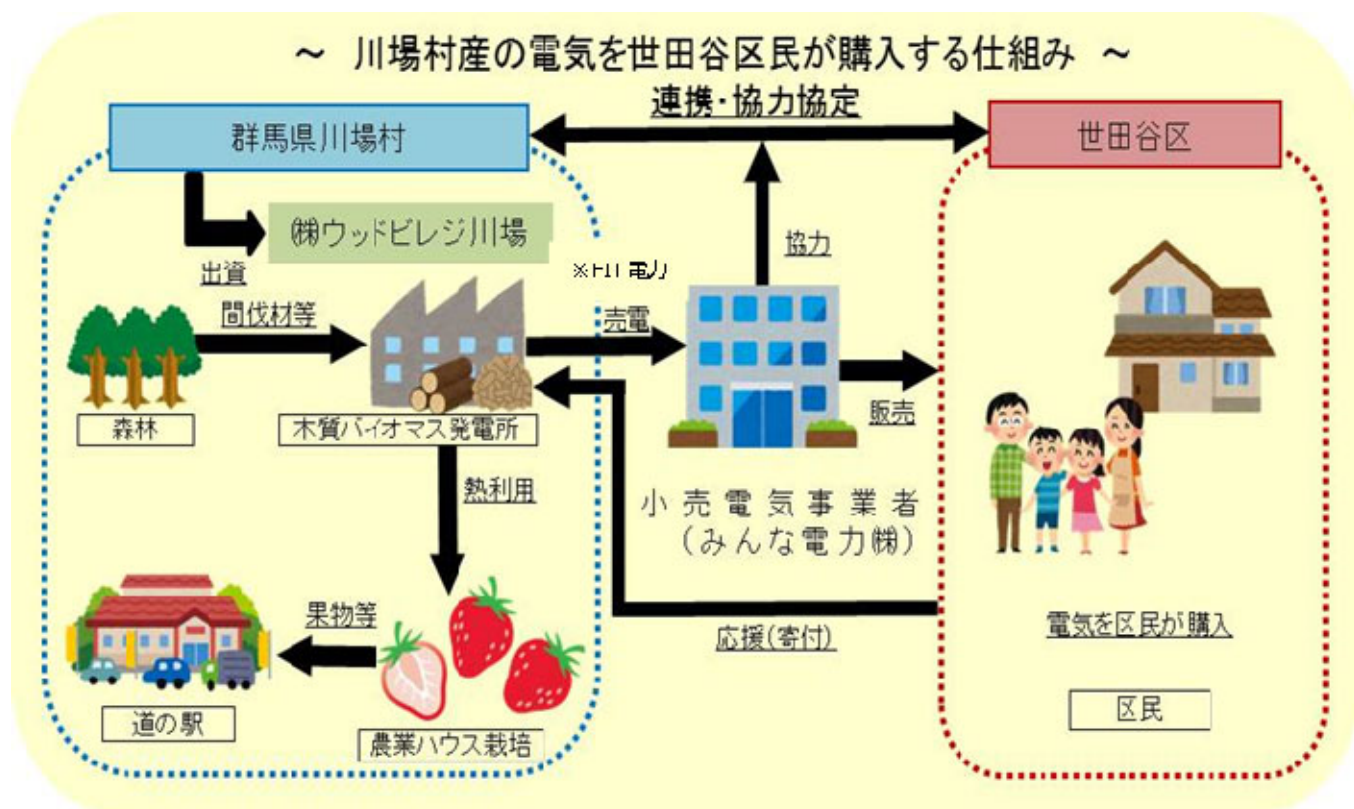 ～ 川場村産の電気を世田谷区民が購入する仕組み ～
連携・協力協定
群馬県川場村
世田谷区
㈱ウッドビレジ川場
出資
協力
間伐材等
売電
販売
森林
木質バイオマス発電所
熱利用
小売電気事業者
(みんな電力㈱)
果物等
応援(寄付)
電気を区民が購入
道の駅
農業ハウス栽培
区民